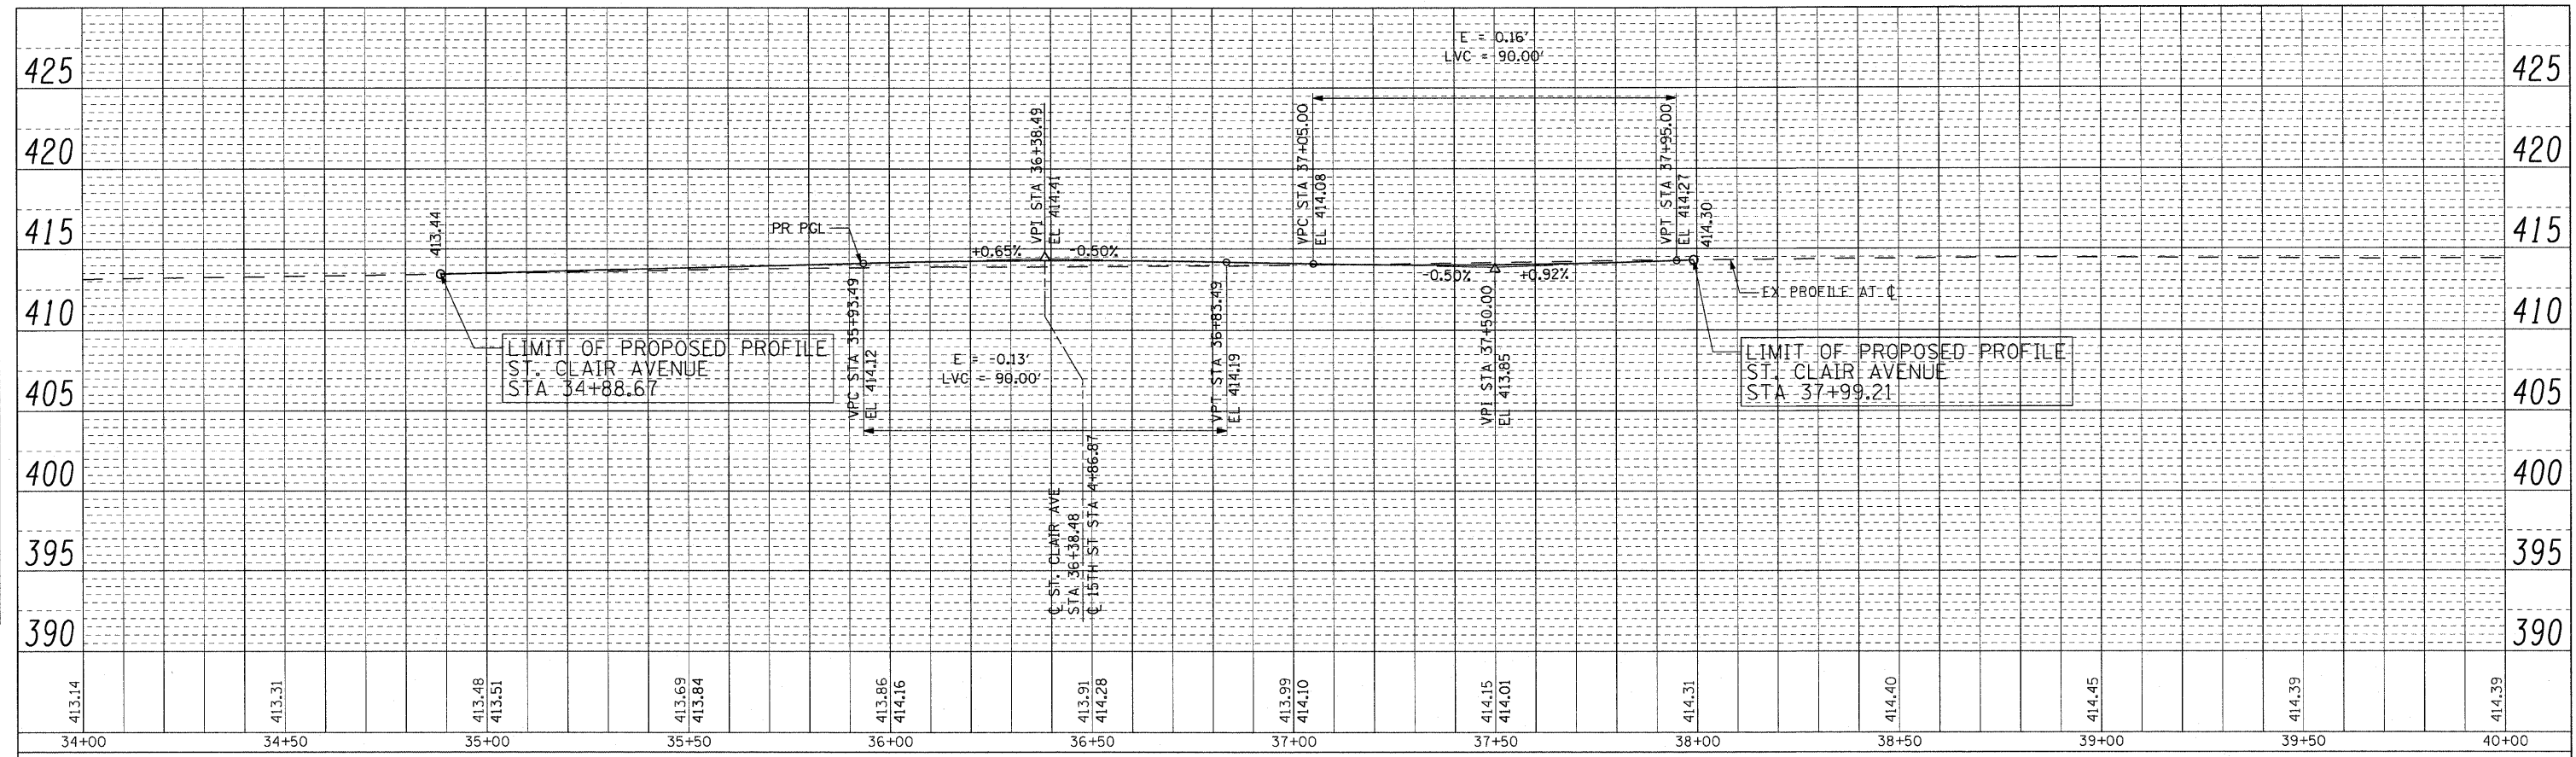 E = 0.16'
LVC = 90.00'
425
425
420
420
415
415
410
410
405
405
400
400
395
395
390
390
413.44
PR PGL
VPC STA 35+93.49
EL 414.12
+0.65%
VPI STA 36+38.49
EL 414.41
-0.50%
E = -0.13'
LVC = 90.00'
VPT STA 36+83.49
EL 414.19
VPC STA 37+05.00
EL 414.08
-0.50%
+0.92%
VPI STA 37+50.00
EL 413.85
VPT STA 37+95.00
EL 414.27
414.30
EX PROFILE AT ℄
LIMIT OF PROPOSED PROFILE
ST. CLAIR AVENUE
STA 34+88.67
LIMIT OF PROPOSED PROFILE
ST. CLAIR AVENUE
STA 37+99.21
℄ ST. CLAIR AVE
STA 36+38.48
℄ 15TH ST STA 4+86.87
413.14
413.31
413.48
413.51
413.69
413.84
413.86
414.16
413.91
414.28
413.99
414.10
414.15
414.01
414.31
414.40
414.45
414.39
414.39
34+00
34+50
35+00
35+50
36+00
36+50
37+00
37+50
38+00
38+50
39+00
39+50
40+00